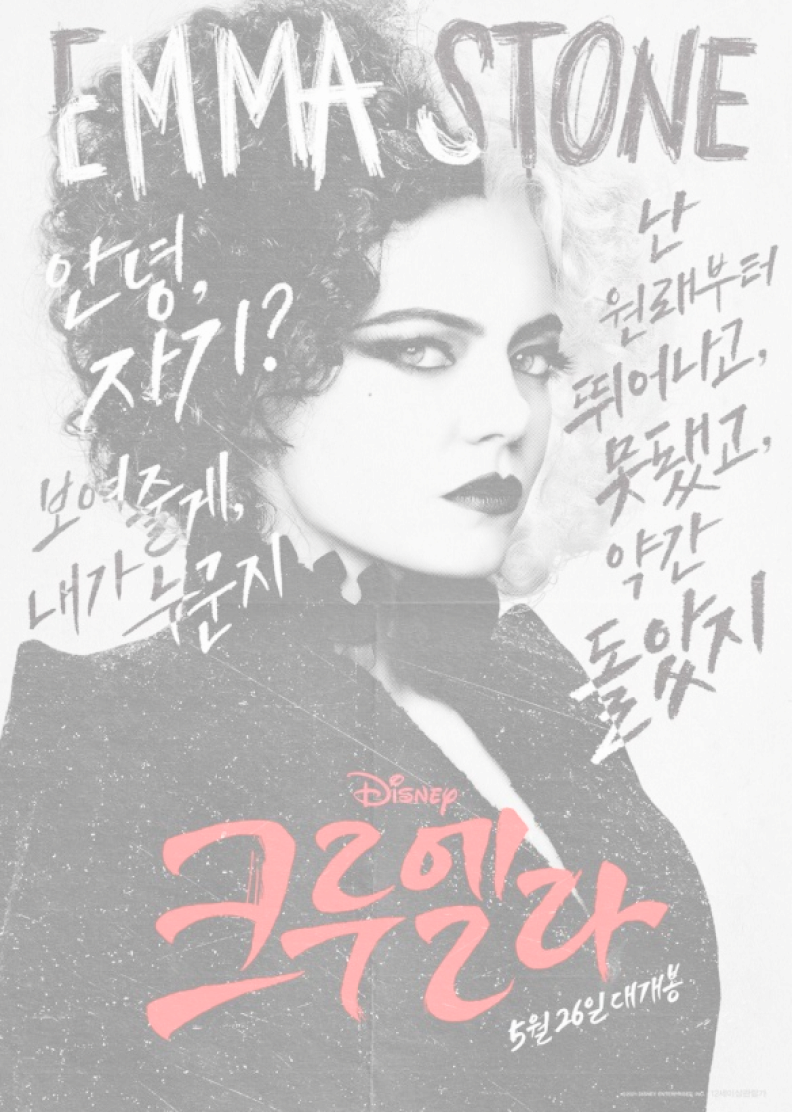 EMMA STONE
안녕,
자기?
보여줄게,
내가 누군지
난
원래부터
뛰어나고,
못됐고,
약간
돌았지
Disney
크루엘라
5월 26일 대개봉